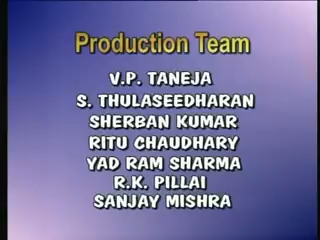 Production Team
V.P. TANEJA
S. THULASEEDHARAN
SHERBAN KUMAR
RITU CHAUDHARY
YAD RAM SHARMA
R.K. PILLAI
SANJAY MISHRA